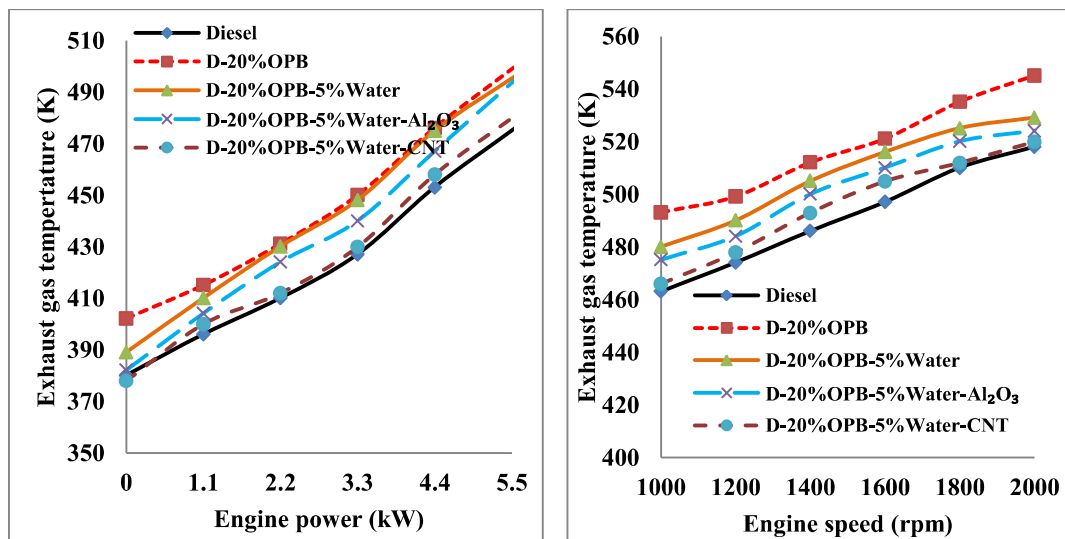 Exhaust gas tempertature (K)
510
490
470
450
430
410
390
370
350
Diesel
D-20%OPB
D-20%OPB-5%Water
D-20%OPB-5%Water-Al₂O₃
D-20%OPB-5%Water-CNT
0 1.1 2.2 3.3 4.4 5.5
Engine power (kW)
Exhaust gas temperature (K)
560
540
520
500
480
460
440
420
400
Diesel
D-20%OPB
D-20%OPB-5%Water
D-20%OPB-5%Water-Al₂O₃
D-20%OPB-5%Water-CNT
1000 1200 1400 1600 1800 2000
Engine speed (rpm)